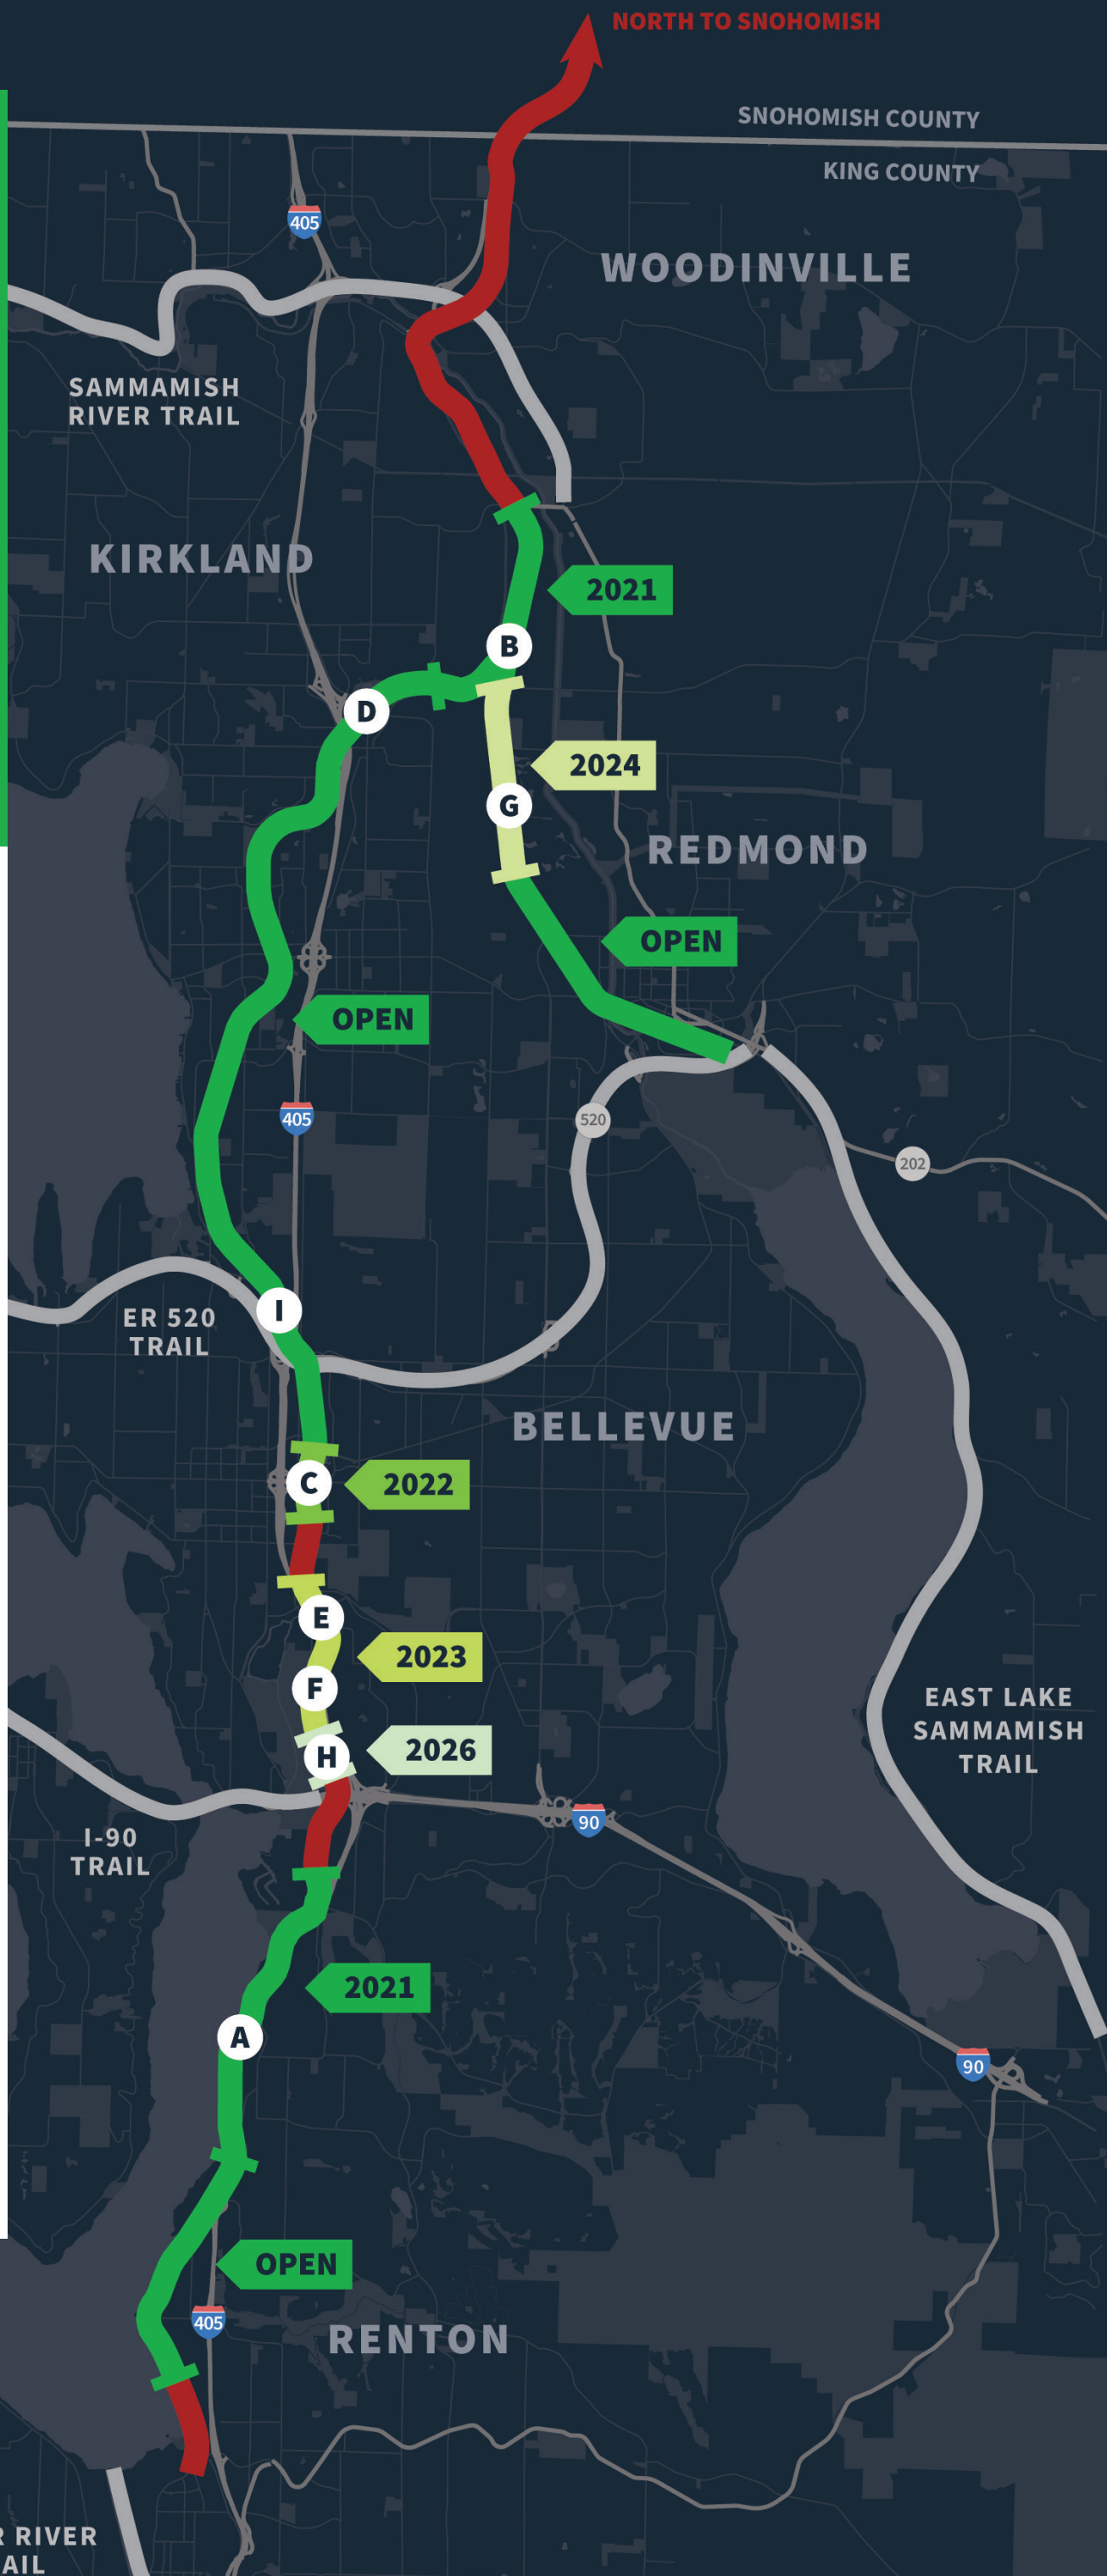 NORTH TO SNOHOMISH
SNOHOMISH COUNTY
KING COUNTY
405
WOODINVILLE
SAMMAMISH
RIVER TRAIL
KIRKLAND
2021
B
D
2024
G
REDMOND
OPEN
OPEN
405
520
202
I
ER 520
TRAIL
BELLEVUE
C
2022
E
2023
F
EAST LAKE
SAMMAMISH
TRAIL
H
2026
90
I-90
TRAIL
2021
A
90
OPEN
405
RENTON
R RIVER
AIL